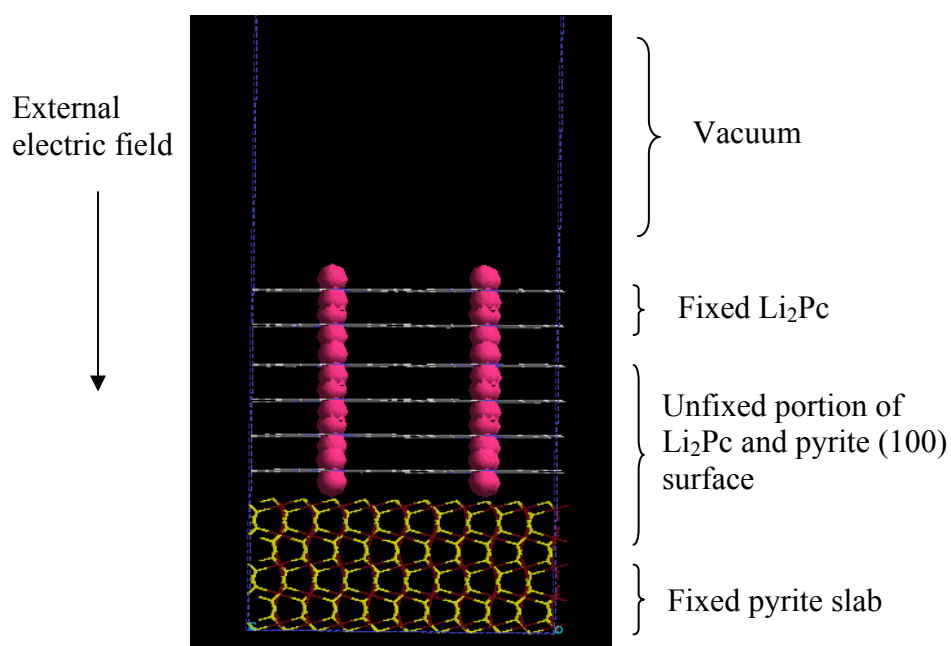 External
electric field
Vacuum
Fixed Li₂Pc
Unfixed portion of
Li₂Pc and pyrite (100)
surface
Fixed pyrite slab